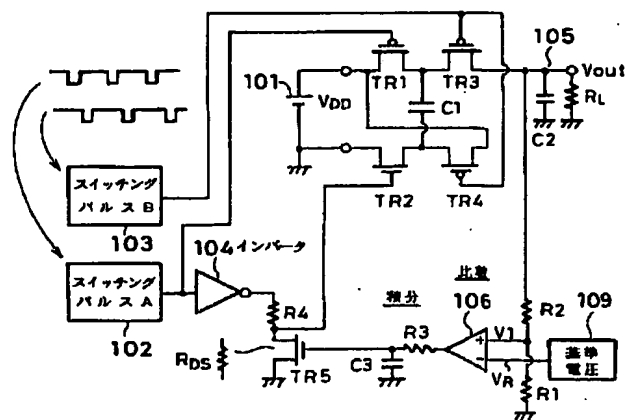 105
Vout
TR1
TR3
101
VDD
C1
C2
RL
TR2
TR4
スイッチング
パルスB
103
104 インバータ
スイッチング
パルスA
102
R4
RDS
TR5
積分
比較
106
R3
C3
V1
VR
R2
R1
109
基準
電圧